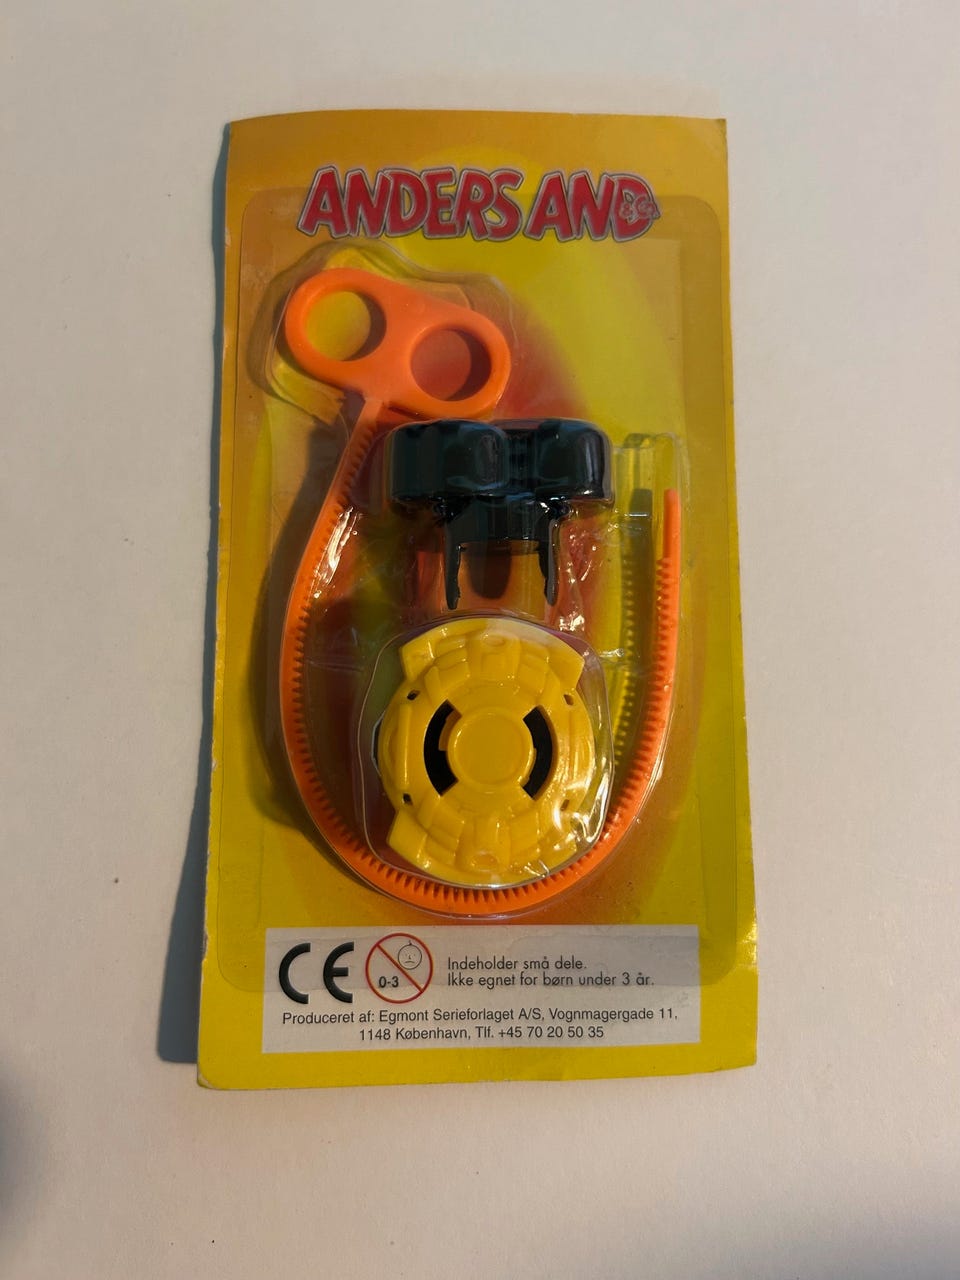 ANDERS AND
CE
0-3
Indeholder små dele.
Ikke egnet for børn under 3 år.
Produceret af: Egmont Serieforlaget A/S, Vognmagergade 11,
1148 København, Tlf. +45 70 20 50 35